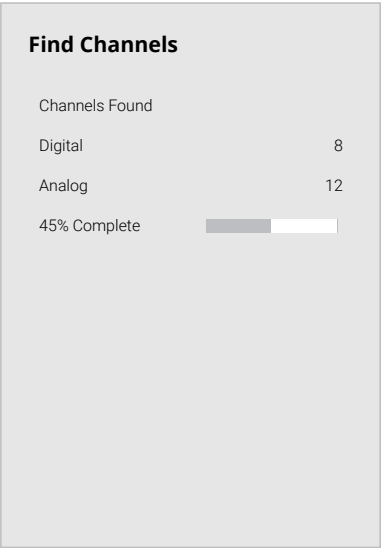 Find Channels
Channels Found
Digital 8
Analog 12
45% Complete